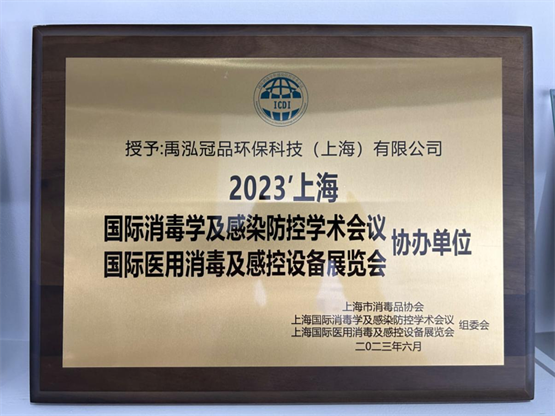 ICDI
授予:禹泓冠品环保科技（上海）有限公司
2023'上海
国际消毒学及感染防控学术会议
国际医用消毒及感控设备展览会
协办单位
上海市消毒品协会
上海国际消毒学及感染防控学术会议
上海国际医用消毒及感控设备展览会
组委会
二〇二三年六月